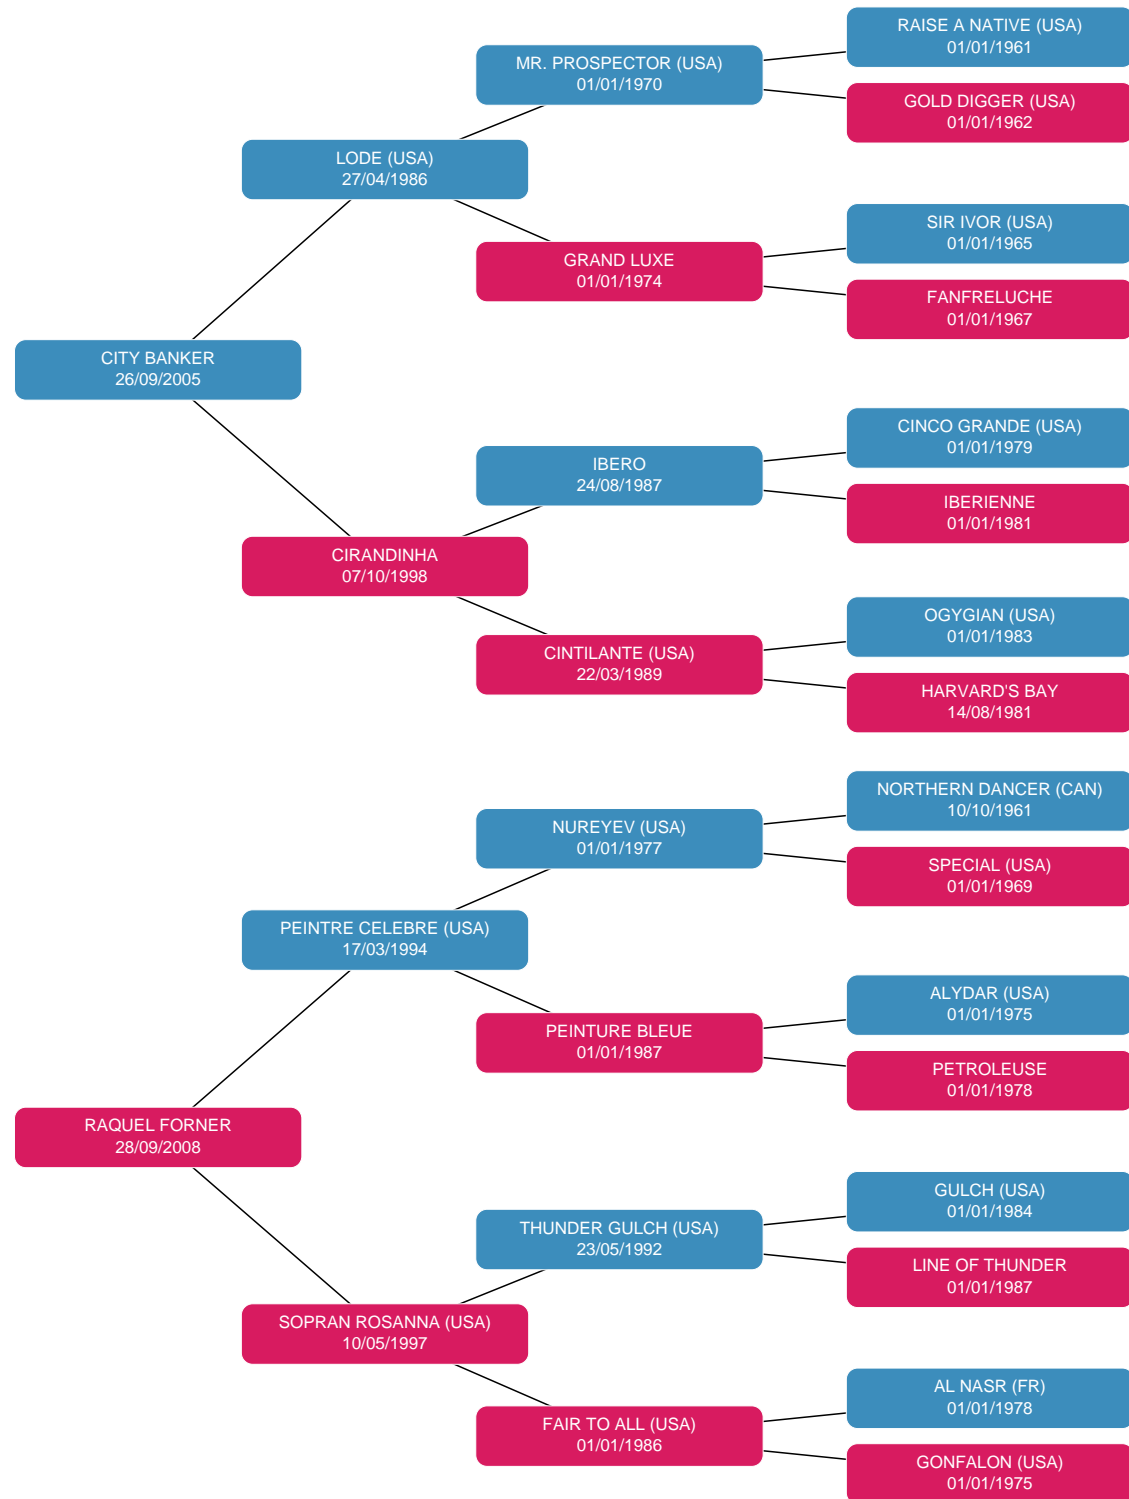 RAISE A NATIVE (USA)
01/01/1961
MR. PROSPECTOR (USA)
01/01/1970
GOLD DIGGER (USA)
01/01/1962
LODE (USA)
27/04/1986
SIR IVOR (USA)
01/01/1965
GRAND LUXE
01/01/1974
FANFRELUCHE
01/01/1967
CITY BANKER
26/09/2005
CINCO GRANDE (USA)
01/01/1979
IBERO
24/08/1987
IBERIENNE
01/01/1981
CIRANDINHA
07/10/1998
OGYGIAN (USA)
01/01/1983
CINTILANTE (USA)
22/03/1989
HARVARD'S BAY
14/08/1981
NORTHERN DANCER (CAN)
10/10/1961
NUREYEV (USA)
01/01/1977
SPECIAL (USA)
01/01/1969
PEINTRE CELEBRE (USA)
17/03/1994
ALYDAR (USA)
01/01/1975
PEINTURE BLEUE
01/01/1987
PETROLEUSE
01/01/1978
RAQUEL FORNER
28/09/2008
GULCH (USA)
01/01/1984
THUNDER GULCH (USA)
23/05/1992
LINE OF THUNDER
01/01/1987
SOPRAN ROSANNA (USA)
10/05/1997
AL NASR (FR)
01/01/1978
FAIR TO ALL (USA)
01/01/1986
GONFALON (USA)
01/01/1975